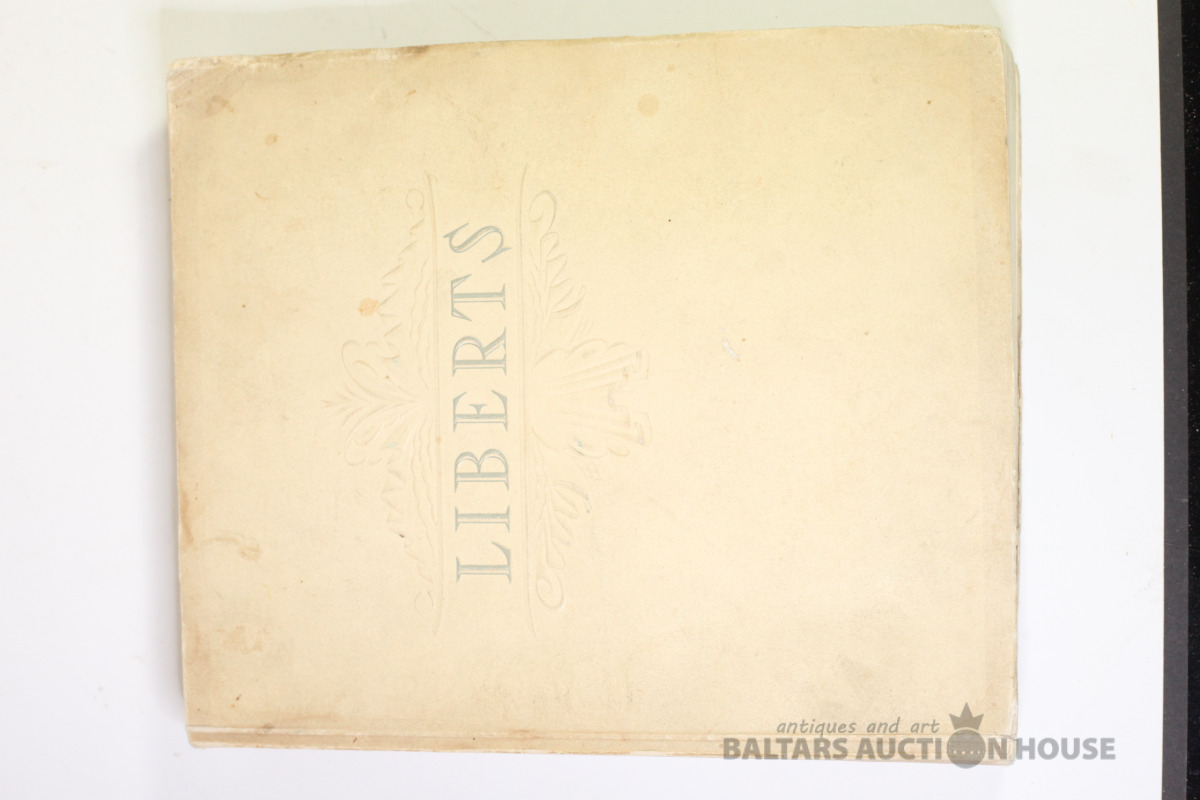 LIBERTS
antiques and art
BALTARS AUCTION HOUSE